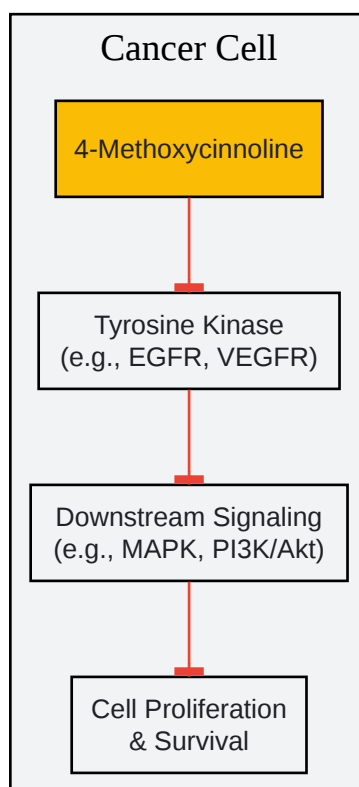 Cancer Cell
4-Methoxycinnoline
Tyrosine Kinase
(e.g., EGFR, VEGFR)
Downstream Signaling
(e.g., MAPK, PI3K/Akt)
Cell Proliferation
& Survival